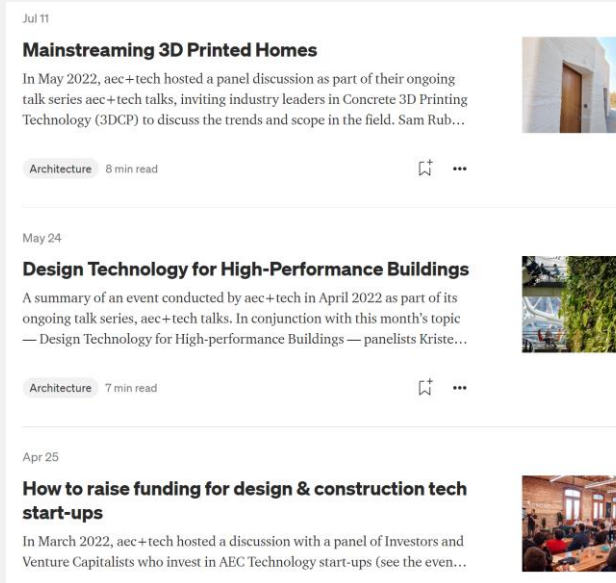 Jul 11
Mainstreaming 3D Printed Homes
In May 2022, aec+tech hosted a panel discussion as part of their ongoing
talk series aec+tech talks, inviting industry leaders in Concrete 3D Printing
Technology (3DCP) to discuss the trends and scope in the field. Sam Rub…
Architecture 8 min read
May 24
Design Technology for High-Performance Buildings
A summary of an event conducted by aec+tech in April 2022 as part of its
ongoing talk series, aec+tech talks. In conjunction with this month's topic
— Design Technology for High-performance Buildings — panelists Kriste…
Architecture 7 min read
Apr 25
How to raise funding for design & construction tech
start-ups
In March 2022, aec+tech hosted a discussion with a panel of Investors and
Venture Capitalists who invest in AEC Technology start-ups (see the even…